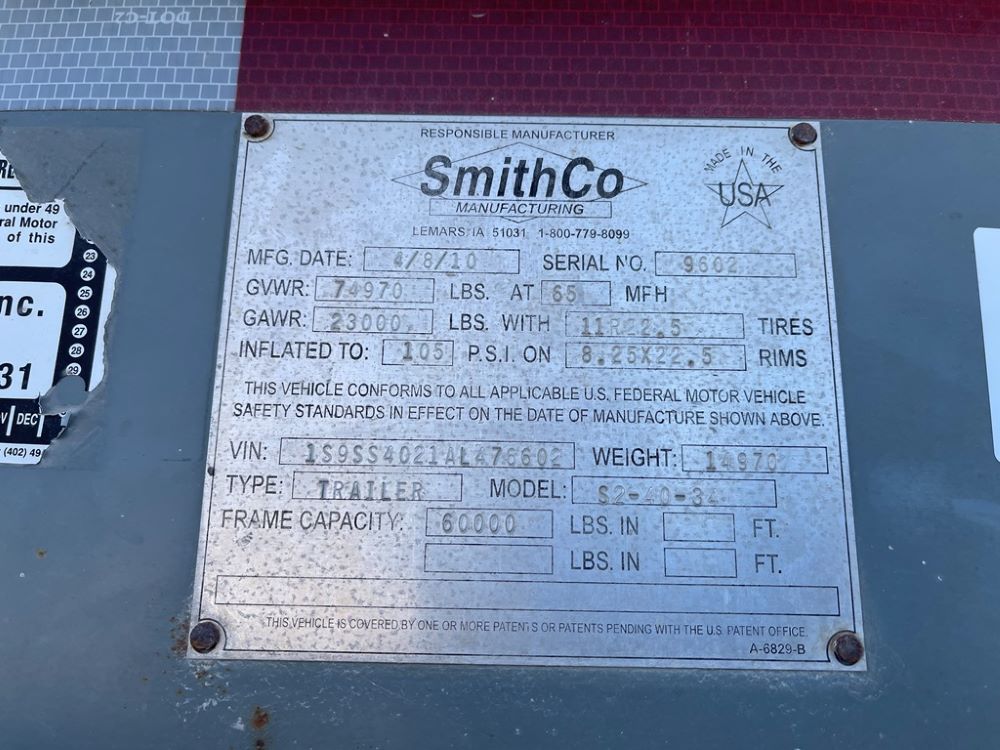 DOT-C2
RE
under 49
ral Motor
of this
23
24
25
26
27
28
29
nc.
31
V DEC
(402) 49
RESPONSIBLE MANUFACTURER
SmithCo
MANUFACTURING
LEMARS, IA 51031 1-800-779-8099
MADE IN THE
USA
MFG. DATE: 4/8/10 SERIAL NO. 9602
GVWR: 74970 LBS. AT 65 MPH
GAWR: 23000 LBS. WITH 11R22.5 TIRES
INFLATED TO: 105 P.S.I. ON 8.25X22.5 RIMS
THIS VEHICLE CONFORMS TO ALL APPLICABLE U.S. FEDERAL MOTOR VEHICLE
SAFETY STANDARDS IN EFFECT ON THE DATE OF MANUFACTURE SHOWN ABOVE.
VIN: 1S9SS4021AL476602 WEIGHT: 14970
TYPE: TRAILER MODEL: S2-40-34
FRAME CAPACITY: 60000 LBS. IN FT.
LBS. IN FT.
THIS VEHICLE IS COVERED BY ONE OR MORE PATENTS OR PATENTS PENDING WITH THE U.S. PATENT OFFICE.
A-6829-B